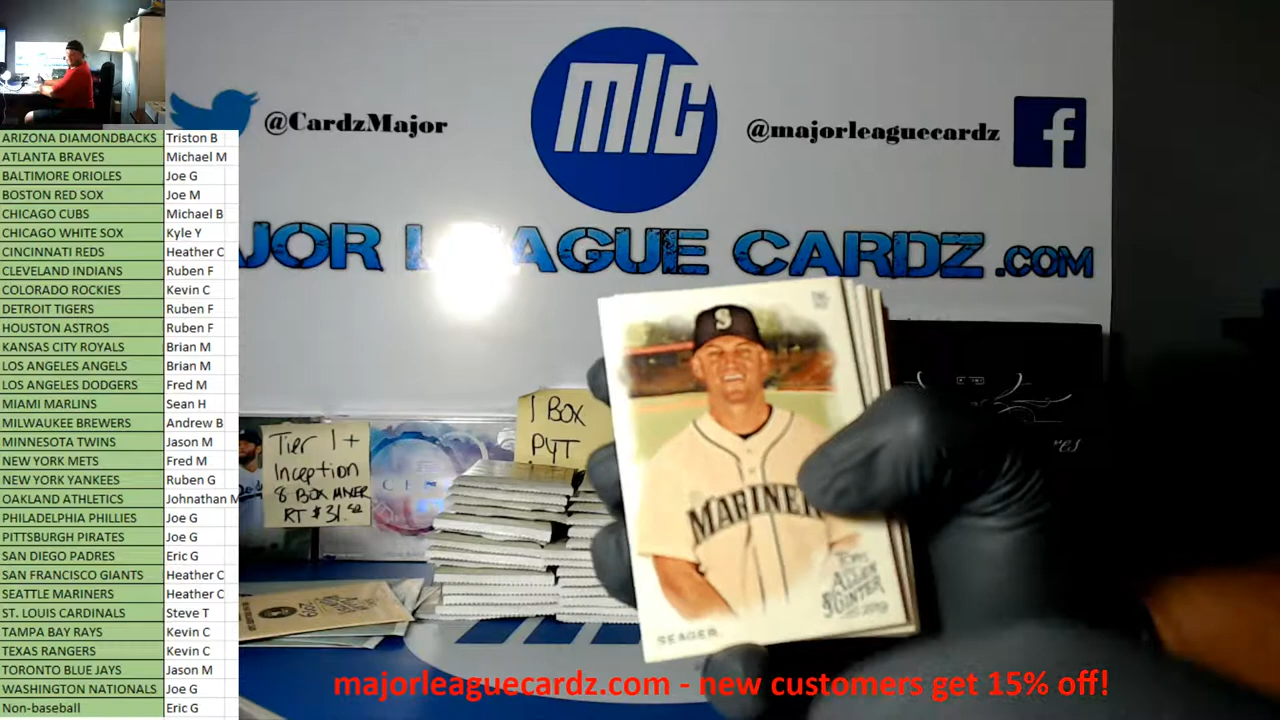 mlc
@CardzMajor
@majorleaguecardz
f
JOR LEAGUE CARDZ.COM
ARIZONA DIAMONDBACKS Triston B
ATLANTA BRAVES Michael M
BALTIMORE ORIOLES Joe G
BOSTON RED SOX Joe M
CHICAGO CUBS Michael B
CHICAGO WHITE SOX Kyle Y
CINCINNATI REDS Heather C
CLEVELAND INDIANS Ruben F
COLORADO ROCKIES Kevin C
DETROIT TIGERS Ruben F
HOUSTON ASTROS Ruben F
KANSAS CITY ROYALS Brian M
LOS ANGELES ANGELS Brian M
LOS ANGELES DODGERS Fred M
MIAMI MARLINS Sean H
MILWAUKEE BREWERS Andrew B
MINNESOTA TWINS Jason M
NEW YORK METS Fred M
NEW YORK YANKEES Ruben G
OAKLAND ATHLETICS Johnathan M
PHILADELPHIA PHILLIES Joe G
PITTSBURGH PIRATES Joe G
SAN DIEGO PADRES Eric G
SAN FRANCISCO GIANTS Heather C
SEATTLE MARINERS Heather C
ST. LOUIS CARDINALS Steve T
TAMPA BAY RAYS Kevin C
TEXAS RANGERS Kevin C
TORONTO BLUE JAYS Jason M
WASHINGTON NATIONALS Joe G
Non-baseball Eric G
Tier 1 +
Inception
8 BOX MIXER
RT $31.
1 BOX
PYT
S
MARINER
Topps
ALLEN
& GINTER
2019
SEAGER
majorleaguecardz.com - new customers get 15% off!